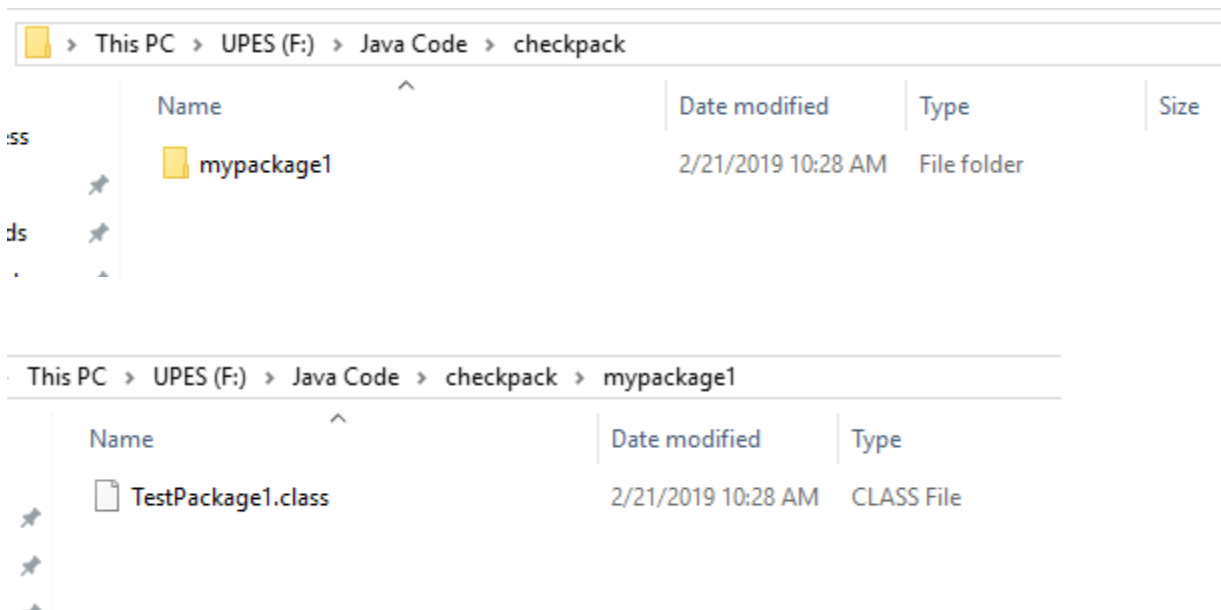 This PC > UPES (F:) > Java Code > checkpack
Name Date modified Type Size
ss
mypackage1 2/21/2019 10:28 AM File folder
ds
This PC > UPES (F:) > Java Code > checkpack > mypackage1
Name Date modified Type
TestPackage1.class 2/21/2019 10:28 AM CLASS File